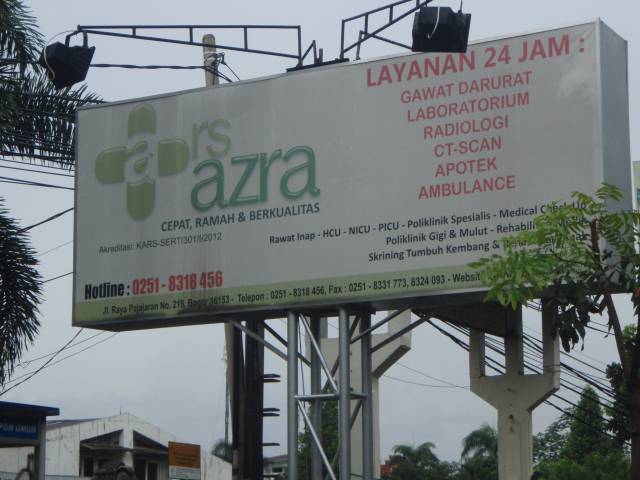 LAYANAN 24 JAM :
GAWAT DARURAT
LABORATORIUM
RADIOLOGI
CT-SCAN
APOTEK
AMBULANCE
a rs
azra
CEPAT, RAMAH & BERKUALITAS
Akreditasi: KARS-SERT/301/I/2012
Rawat Inap - HCU - NICU - PICU - Poliklinik Spesialis - Medical
Poliklinik Gigi & Mulut -
Skrining Tumbuh Kembang &
Hotline : 0251 - 8318 456
Jl. Raya Pajajaran No. 219, Bogor 16153 - Telepon : 0251 - 8318 456, Fax : 0251 - 8331 773, 8324 093 -
UMUM